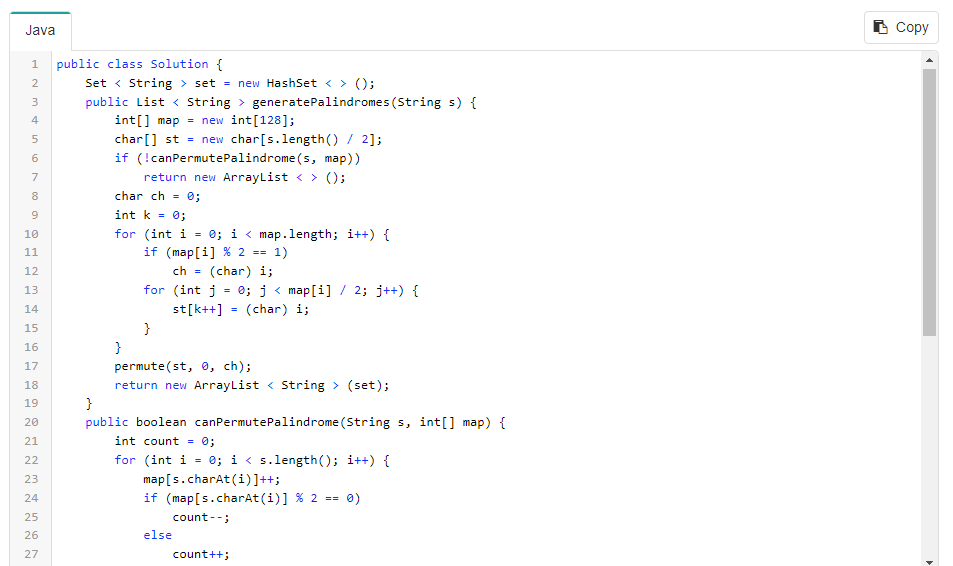 Java
Copy
1 public class Solution {
2     Set < String > set = new HashSet < > ();
3     public List < String > generatePalindromes(String s) {
4         int[] map = new int[128];
5         char[] st = new char[s.length() / 2];
6         if (!canPermutePalindrome(s, map))
7             return new ArrayList < > ();
8         char ch = 0;
9         int k = 0;
10         for (int i = 0; i < map.length; i++) {
11             if (map[i] % 2 == 1)
12                 ch = (char) i;
13             for (int j = 0; j < map[i] / 2; j++) {
14                 st[k++] = (char) i;
15             }
16         }
17         permute(st, 0, ch);
18         return new ArrayList < String > (set);
19     }
20     public boolean canPermutePalindrome(String s, int[] map) {
21         int count = 0;
22         for (int i = 0; i < s.length(); i++) {
23             map[s.charAt(i)]++;
24             if (map[s.charAt(i)] % 2 == 0)
25                 count--;
26             else
27                 count++;